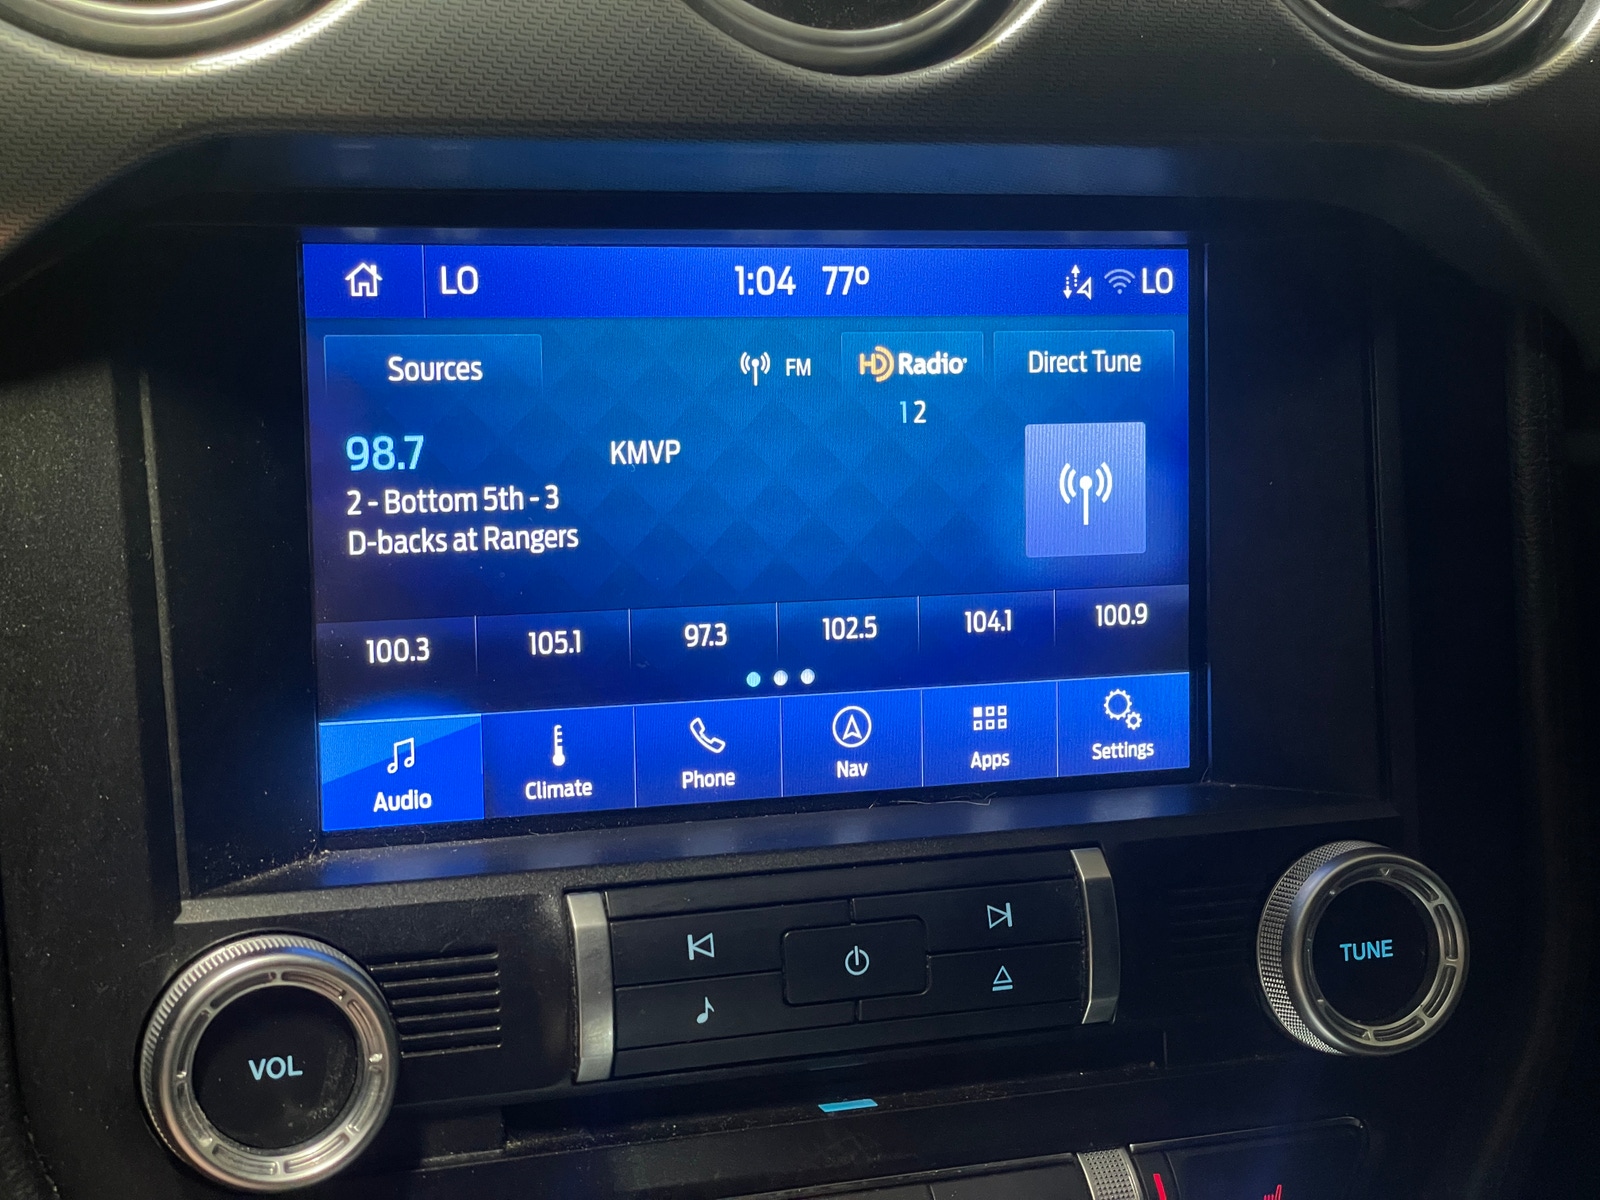 LO 1:04 77° LO
Sources FM HD Radio Direct Tune
1 2
98.7 KMVP
2 - Bottom 5th - 3
D-backs at Rangers
100.3 105.1 97.3 102.5 104.1 100.9
Audio Climate Phone Nav Apps Settings
VOL TUNE